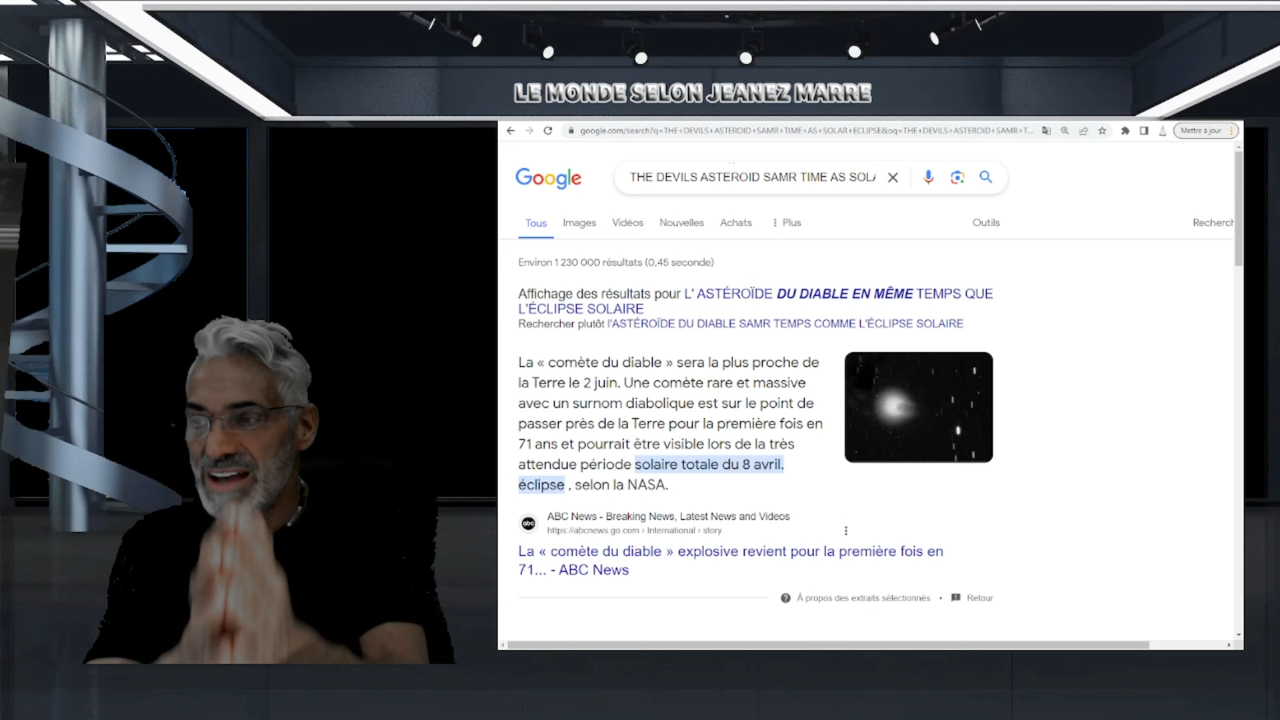 LE MONDE SELON JEANEZ MARRE
google.com/search?q=THE+DEVILS+ASTEROID+SAMR+TIME+AS+SOLAR+ECLIPSE&oq=THE+DEVILS+ASTEROID+SAMR+T...
Mettre à jour
Google
THE DEVILS ASTEROID SAMR TIME AS SOLA
Tous Images Vidéos Nouvelles Achats Plus Outils Recherch
Environ 1 230 000 résultats (0,45 seconde)
Affichage des résultats pour L' ASTÉROÏDE DU DIABLE EN MÊME TEMPS QUE
L'ÉCLIPSE SOLAIRE
Rechercher plutôt l'ASTÉROÏDE DU DIABLE SAMR TEMPS COMME L'ÉCLIPSE SOLAIRE
La « comète du diable » sera la plus proche de
la Terre le 2 juin. Une comète rare et massive
avec un surnom diabolique est sur le point de
passer près de la Terre pour la première fois en
71 ans et pourrait être visible lors de la très
attendue période solaire totale du 8 avril.
éclipse , selon la NASA.
abc
ABC News - Breaking News, Latest News and Videos
https://abcnews.go.com › International › story
La « comète du diable » explosive revient pour la première fois en
71... - ABC News
À propos des extraits sélectionnés • Retour